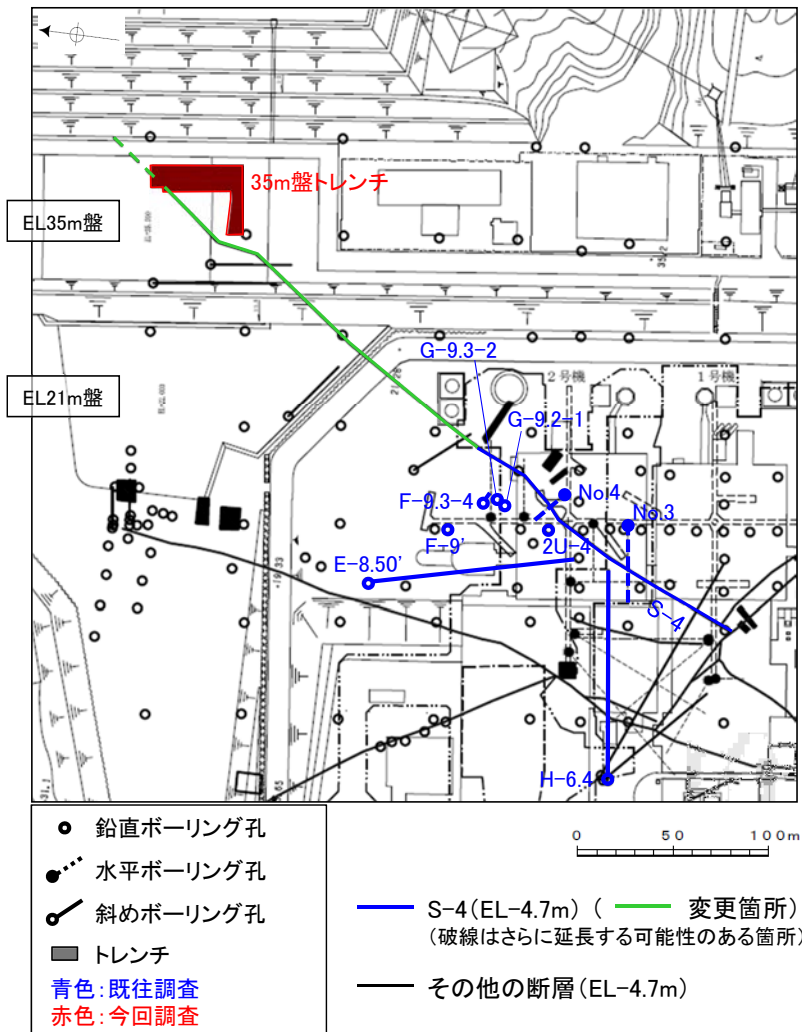 35m盤トレンチ
EL35m盤
G-9.3-2
2号機
1号機
EL21m盤
G-9.2-1
F-9.3-4
No.4
No.3
F-9'
2U-4
E-8.50'
S-4
H-6.4
鉛直ボーリング孔
水平ボーリング孔
斜めボーリング孔
トレンチ
青色:既往調査
赤色:今回調査
0 50 100m
S-4(EL-4.7m) ( 変更箇所)
(破線はさらに延長する可能性のある箇所)
その他の断層(EL-4.7m)